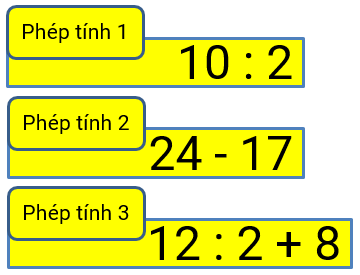 Phép tính 1
10 : 2
Phép tính 2
24 - 17
Phép tính 3
12 : 2 + 8